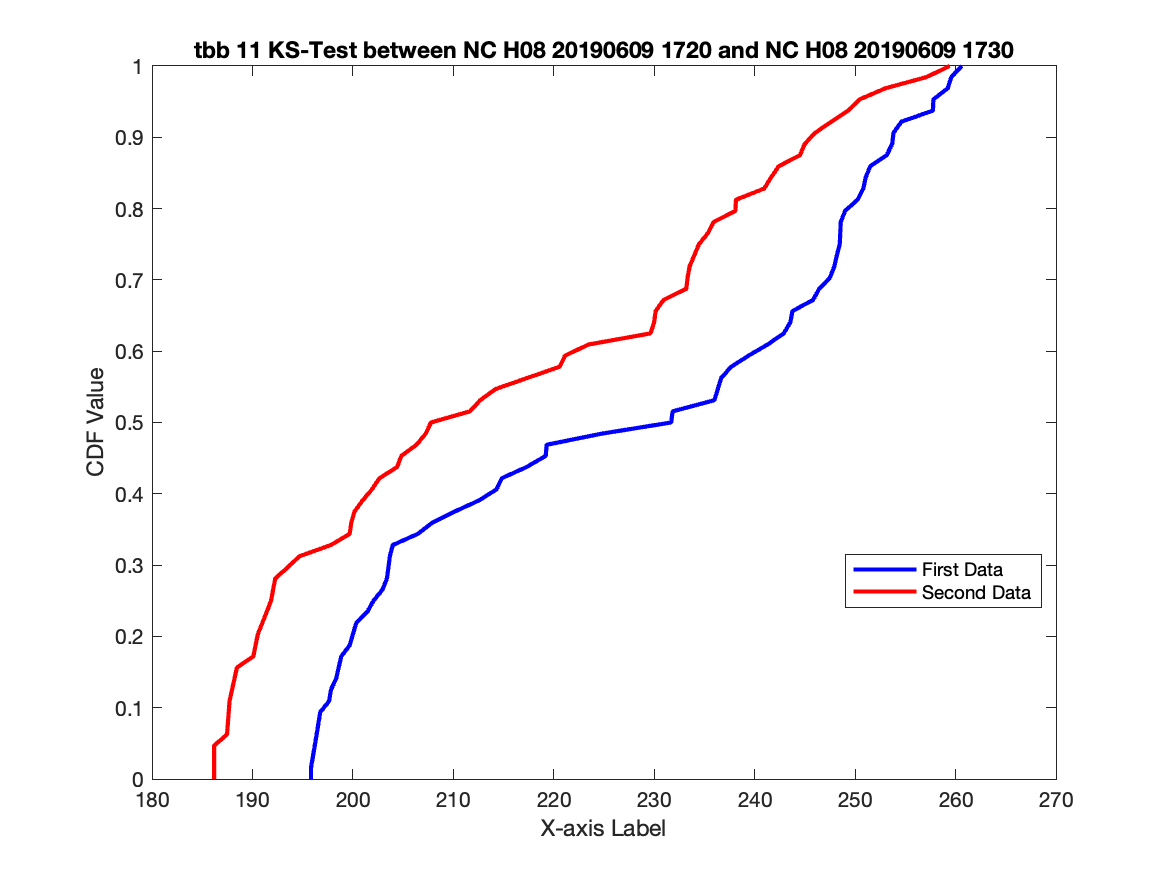 tbb 11 KS-Test between NC H08 20190609 1720 and NC H08 20190609 1730
1
0.9
0.8
0.7
0.6
0.5
0.4
0.3
0.2
0.1
0
CDF Value
First Data
Second Data
180 190 200 210 220 230 240 250 260 270
X-axis Label